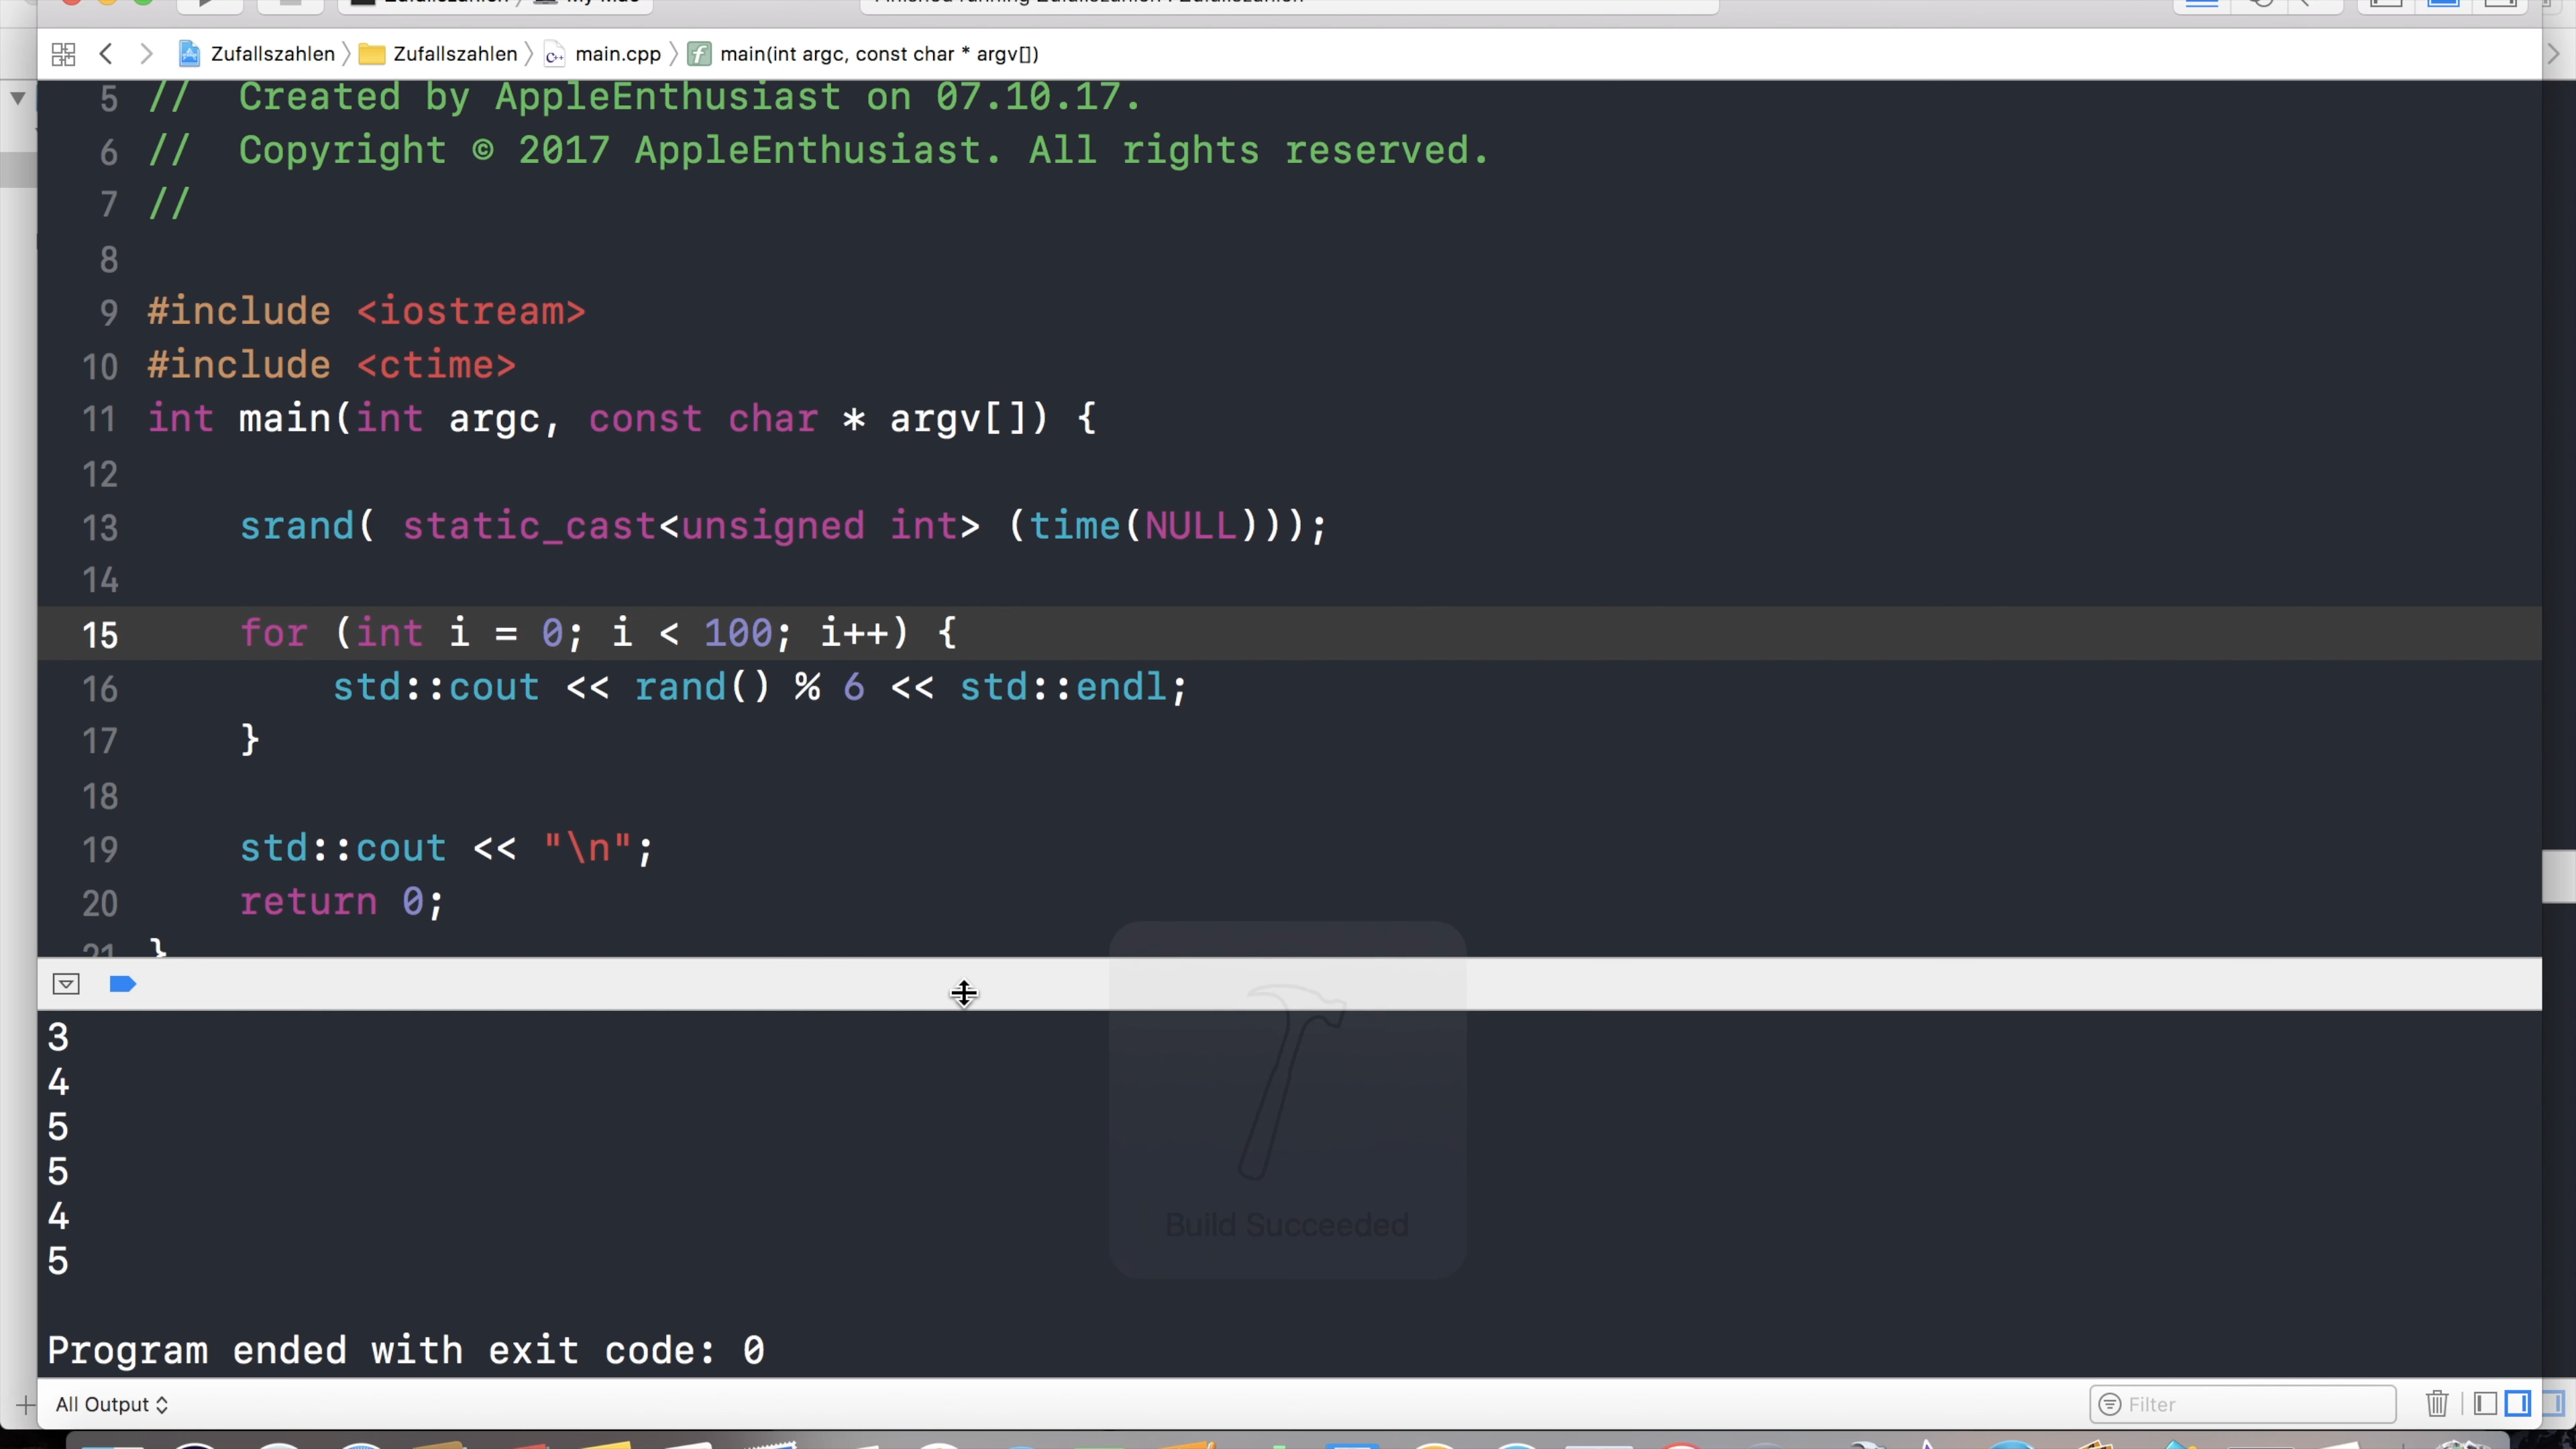 Zufallszahlen Zufallszahlen main.cpp main(int argc, const char * argv[])
5 //  Created by AppleEnthusiast on 07.10.17.
6 //  Copyright © 2017 AppleEnthusiast. All rights reserved.
7 //
8
9 #include <iostream>
10 #include <ctime>
11 int main(int argc, const char * argv[]) {
12
13     srand( static_cast<unsigned int> (time(NULL)));
14
15     for (int i = 0; i < 100; i++) {
16         std::cout << rand() % 6 << std::endl;
17     }
18
19     std::cout << "\n";
20     return 0;
21 }
3
4
5
5
4
5
Build Succeeded
Program ended with exit code: 0
All Output
Filter